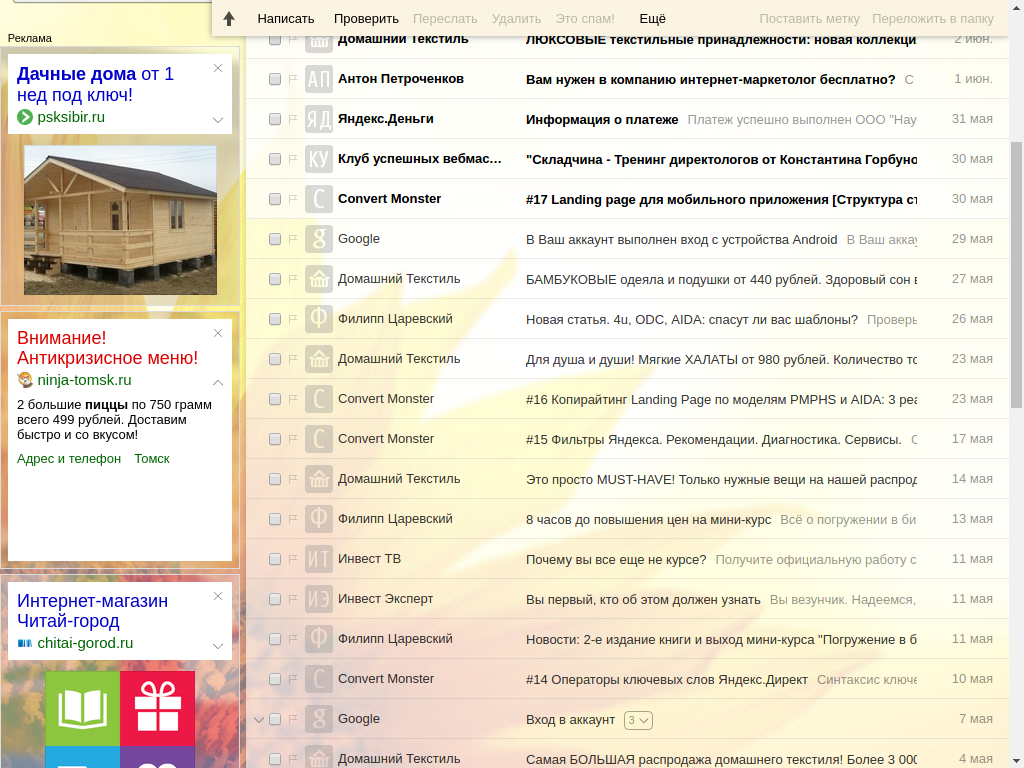 Написать Проверить Переслать Удалить Это спам! Ещё Поставить метку Переложить в папку
Реклама
Дачные дома от 1
нед под ключ!
psksibir.ru
Внимание!
Антикризисное меню!
ninja-tomsk.ru
2 большие пиццы по 750 грамм
всего 499 рублей. Доставим
быстро и со вкусом!
Адрес и телефон Томск
Интернет-магазин
Читай-город
chitai-gorod.ru
Домашний Текстиль ЛЮКСОВЫЕ текстильные принадлежности: новая коллекци 2 июн.
АП Антон Петроченков Вам нужен в компанию интернет-маркетолог бесплатно? С 1 июн.
ЯД Яндекс.Деньги Информация о платеже Платеж успешно выполнен ООО "Нау 31 мая
КУ Клуб успешных вебмас… "Складчина - Тренинг директологов от Константина Горбуно 30 мая
C Convert Monster #17 Landing page для мобильного приложения [Структура ст 30 мая
g Google В Ваш аккаунт выполнен вход с устройства Android В Ваш аккау 29 мая
Домашний Текстиль БАМБУКОВЫЕ одеяла и подушки от 440 рублей. Здоровый сон в 27 мая
Ф Филипп Царевский Новая статья. 4u, ODC, AIDA: спасут ли вас шаблоны? Проверь 26 мая
Домашний Текстиль Для душа и души! Мягкие ХАЛАТЫ от 980 рублей. Количество то 23 мая
C Convert Monster #16 Копирайтинг Landing Page по моделям PMPHS и AIDA: 3 реа 23 мая
C Convert Monster #15 Фильтры Яндекса. Рекомендации. Диагностика. Сервисы. С 17 мая
Домашний Текстиль Это просто MUST-HAVE! Только нужные вещи на нашей распрод 14 мая
Ф Филипп Царевский 8 часов до повышения цен на мини-курс Всё о погружении в би 13 мая
ИТ Инвест ТВ Почему вы все еще не курсе? Получите официальную работу с 11 мая
ИЭ Инвест Эксперт Вы первый, кто об этом должен узнать Вы везунчик. Надеемся, 11 мая
Ф Филипп Царевский Новости: 2-е издание книги и выход мини-курса "Погружение в б 11 мая
C Convert Monster #14 Операторы ключевых слов Яндекс.Директ Синтаксис ключе 10 мая
g Google Вход в аккаунт 3 7 мая
Домашний Текстиль Самая БОЛЬШАЯ распродажа домашнего текстиля! Более 3 000 4 мая